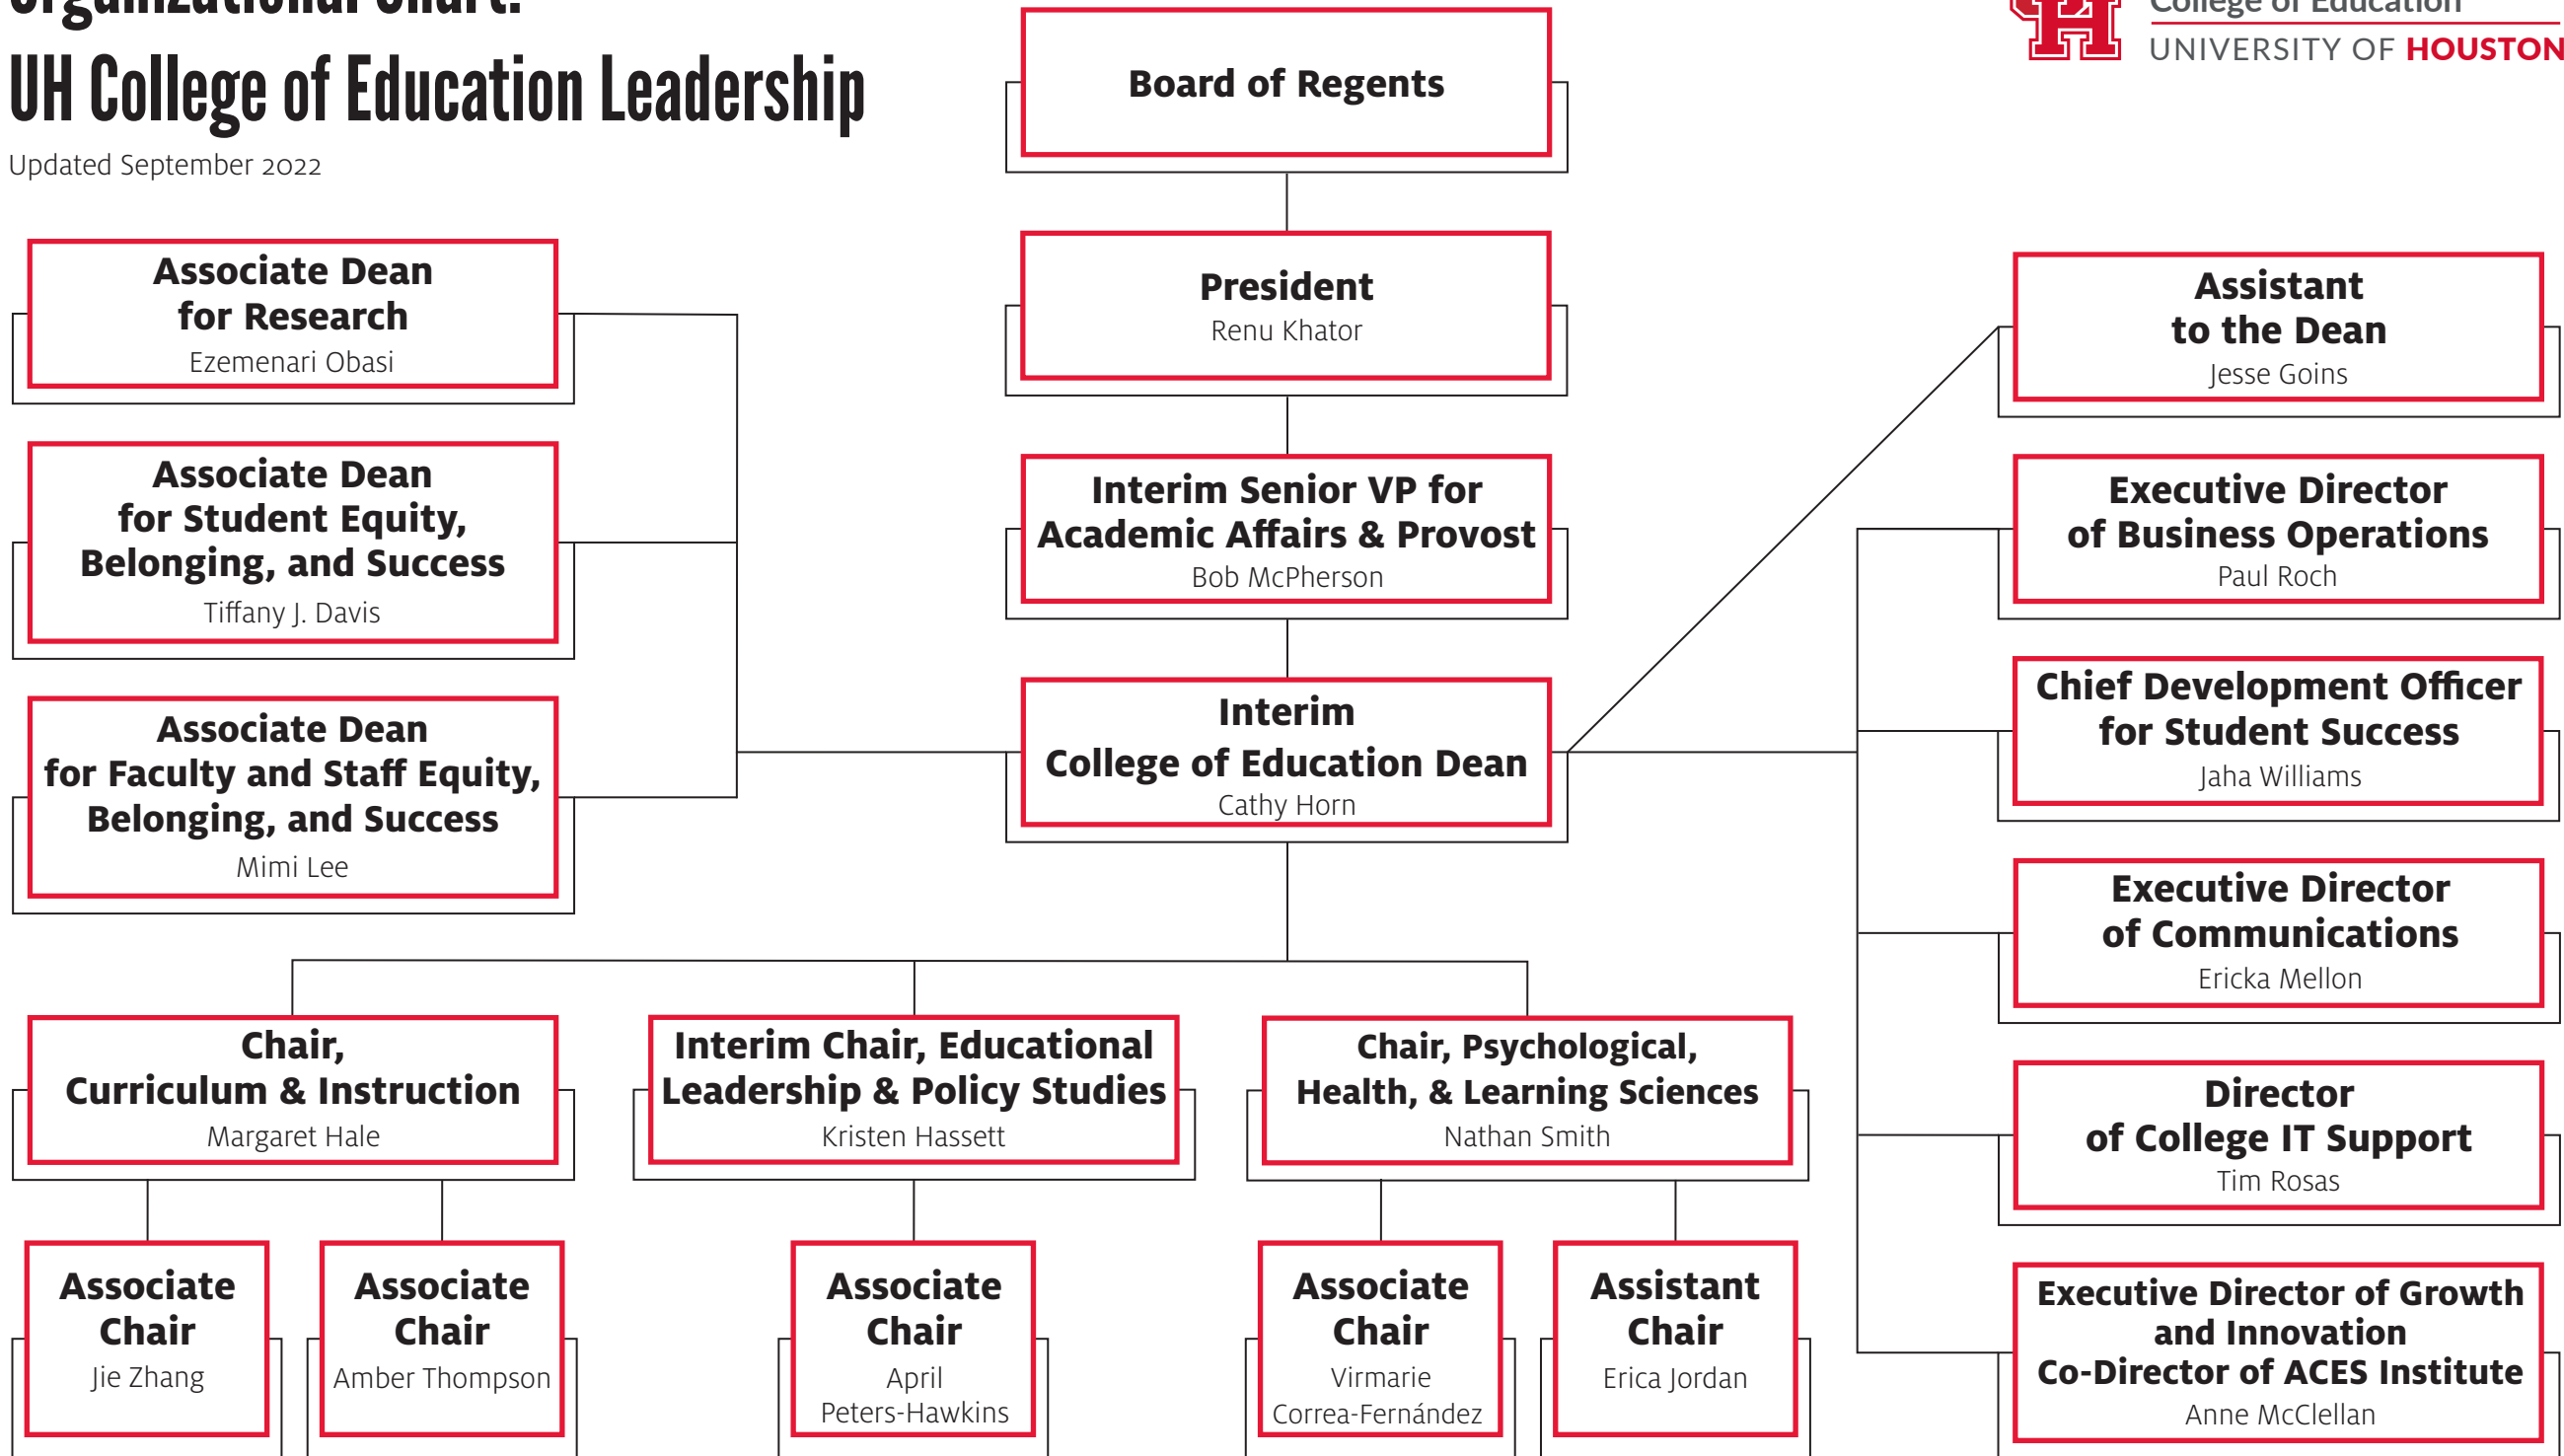 Organizational Chart:
UH College of Education Leadership
Updated September 2022
College of Education
UNIVERSITY OF HOUSTON
Board of Regents
President
Renu Khator
Interim Senior VP for
Academic Affairs & Provost
Bob McPherson
Interim
College of Education Dean
Cathy Horn
Associate Dean
for Research
Ezemenari Obasi
Associate Dean
for Student Equity,
Belonging, and Success
Tiffany J. Davis
Associate Dean
for Faculty and Staff Equity,
Belonging, and Success
Mimi Lee
Assistant
to the Dean
Jesse Goins
Executive Director
of Business Operations
Paul Roch
Chief Development Officer
for Student Success
Jaha Williams
Executive Director
of Communications
Ericka Mellon
Director
of College IT Support
Tim Rosas
Executive Director of Growth
and Innovation
Co-Director of ACES Institute
Anne McClellan
Chair,
Curriculum & Instruction
Margaret Hale
Interim Chair, Educational
Leadership & Policy Studies
Kristen Hassett
Chair, Psychological,
Health, & Learning Sciences
Nathan Smith
Associate
Chair
Jie Zhang
Associate
Chair
Amber Thompson
Associate
Chair
April
Peters-Hawkins
Associate
Chair
Virmarie
Correa-Fernández
Assistant
Chair
Erica Jordan